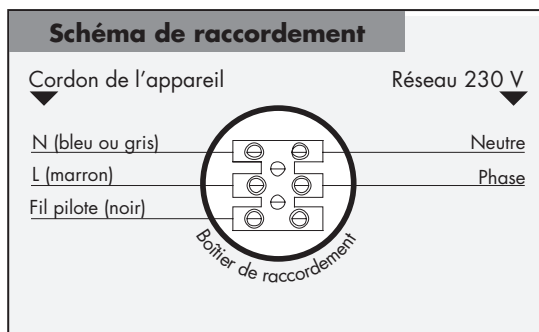 Schéma de raccordement
Cordon de l’appareil
Réseau 230 V
N (bleu ou gris)
Neutre
L (marron)
Phase
Fil pilote (noir)
Boîtier de raccordement